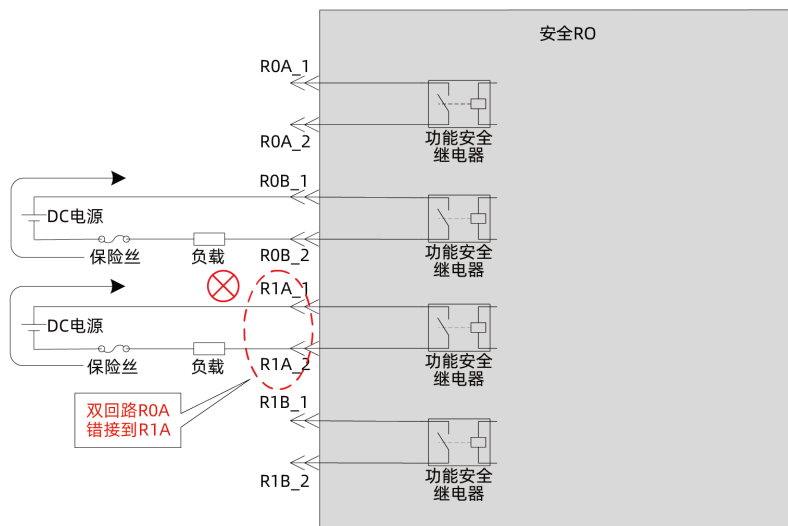 安全RO
R0A_1
R0A_2
功能安全
继电器
R0B_1
DC电源
保险丝
负载
R0B_2
功能安全
继电器
R1A_1
DC电源
保险丝
负载
R1A_2
功能安全
继电器
双回路R0A
错接到R1A
R1B_1
R1B_2
功能安全
继电器